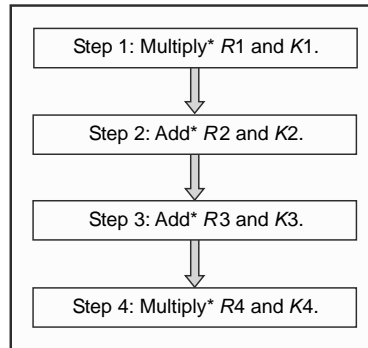 Step 1: Multiply* R1 and K1.
Step 2: Add* R2 and K2.
Step 3: Add* R3 and K3.
Step 4: Multiply* R4 and K4.